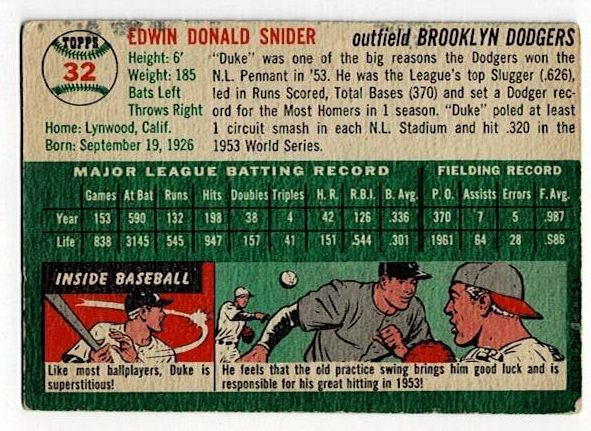 TOPPS
32
EDWIN DONALD SNIDER outfield BROOKLYN DODGERS
Height: 6'
Weight: 185
Bats Left
Throws Right
Home: Lynwood, Calif.
Born: September 19, 1926
"Duke" was one of the big reasons the Dodgers won the
N.L. Pennant in '53. He was the League's top Slugger (.626),
led in Runs Scored, Total Bases (370) and set a Dodger rec-
ord for the Most Homers in 1 season. "Duke" poled at least
1 circuit smash in each N.L. Stadium and hit .320 in the
1953 World Series.
MAJOR LEAGUE BATTING RECORD FIELDING RECORD
Games At Bat Runs Hits Doubles Triples H.R. R.B.I. B. Avg. P.O. Assists Errors F. Avg.
Year 153 590 132 198 38 4 42 126 .336 370 7 5 .987
Life 838 3145 545 947 157 41 151 544 .301 1961 64 28 .986
INSIDE BASEBALL
Like most ballplayers, Duke is
superstitious!
He feels that the old practice swing brings him good luck and is
responsible for his great hitting in 1953!